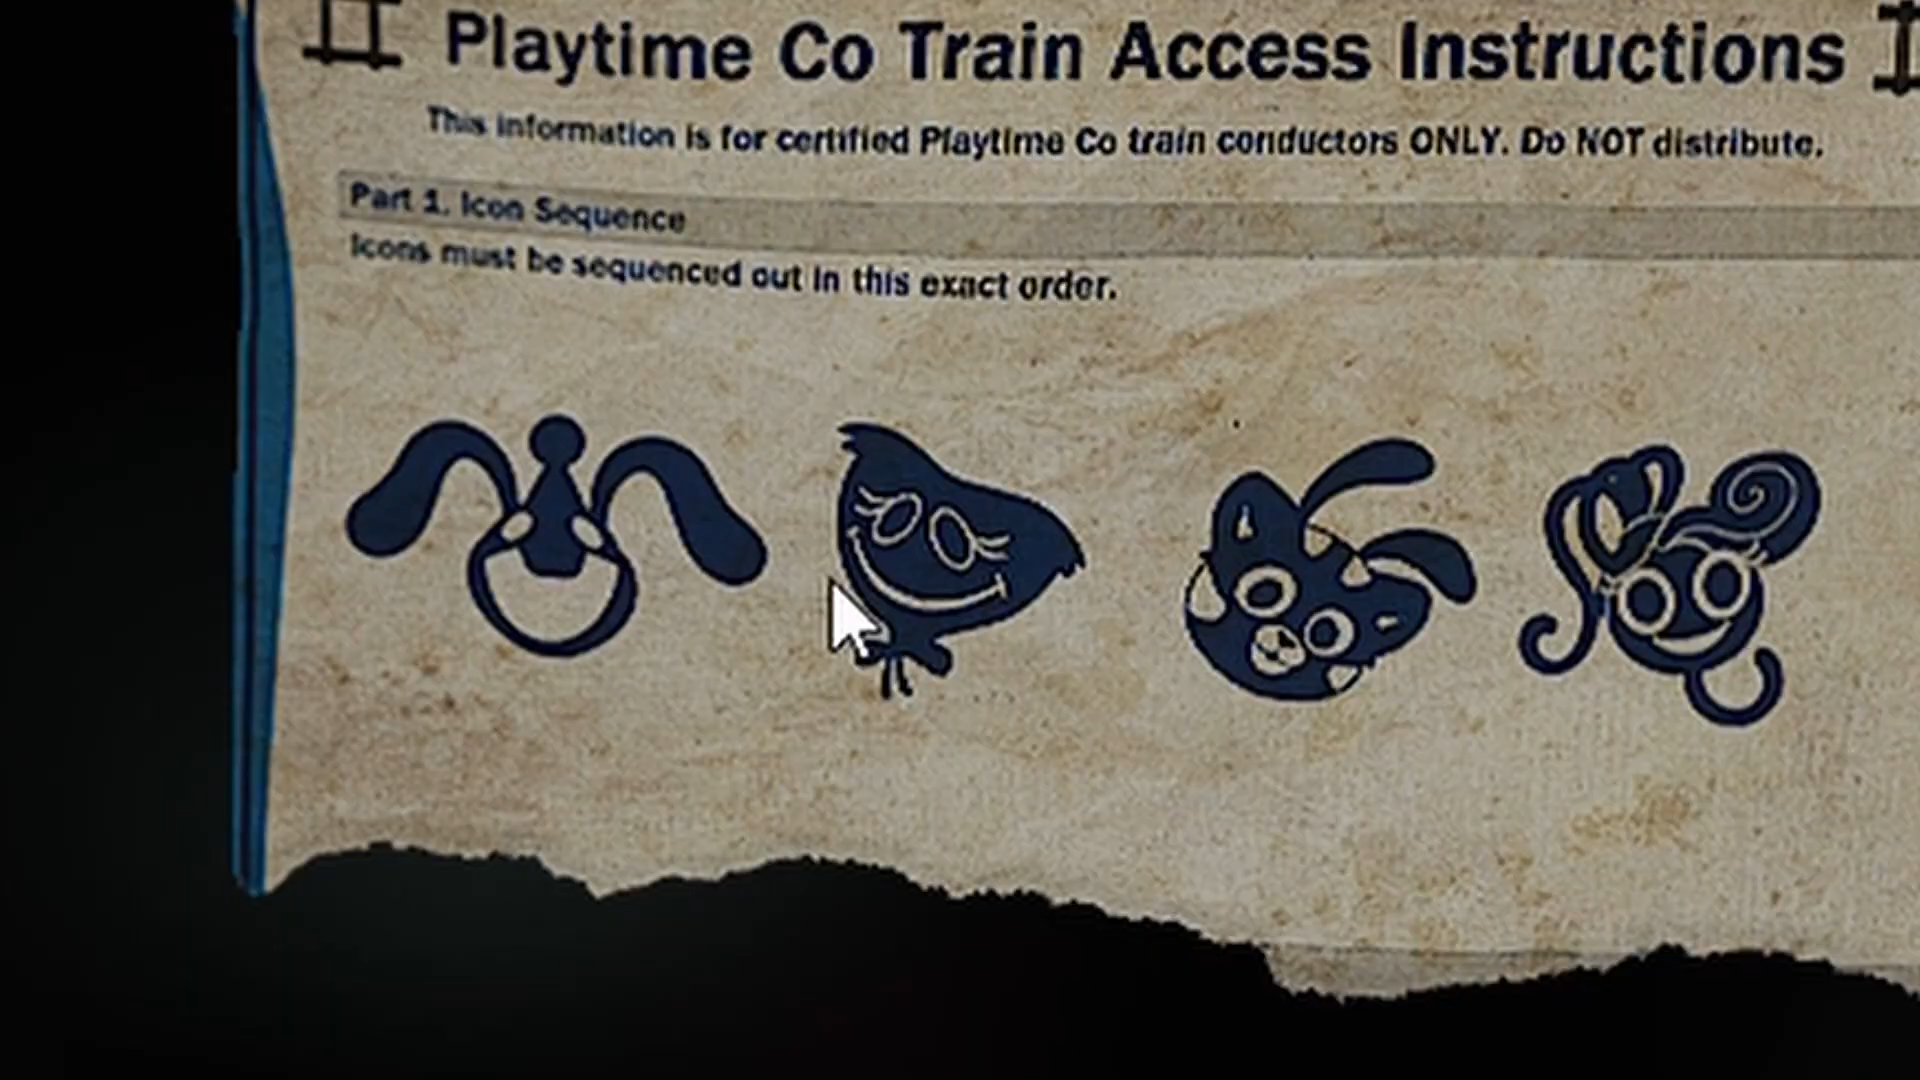 Playtime Co Train Access Instructions
This information is for certified Playtime Co train conductors ONLY. Do NOT distribute.
Part 1. Icon Sequence
Icons must be sequenced out in this exact order.